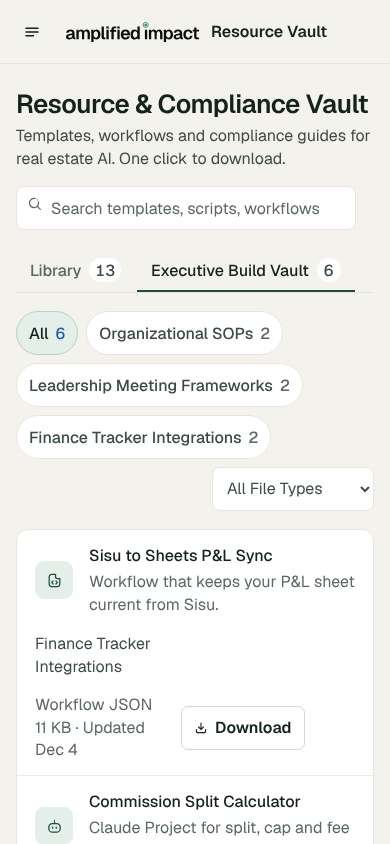 amplified impact Resource Vault
Resource & Compliance Vault
Templates, workflows and compliance guides for
real estate AI. One click to download.
Search templates, scripts, workflows
Library 13 Executive Build Vault 6
All 6 Organizational SOPs 2
Leadership Meeting Frameworks 2
Finance Tracker Integrations 2
All File Types
Sisu to Sheets P&L Sync
Workflow that keeps your P&L sheet
current from Sisu.
Finance Tracker
Integrations
Workflow JSON
11 KB · Updated
Dec 4
Download
Commission Split Calculator
Claude Project for split, cap and fee